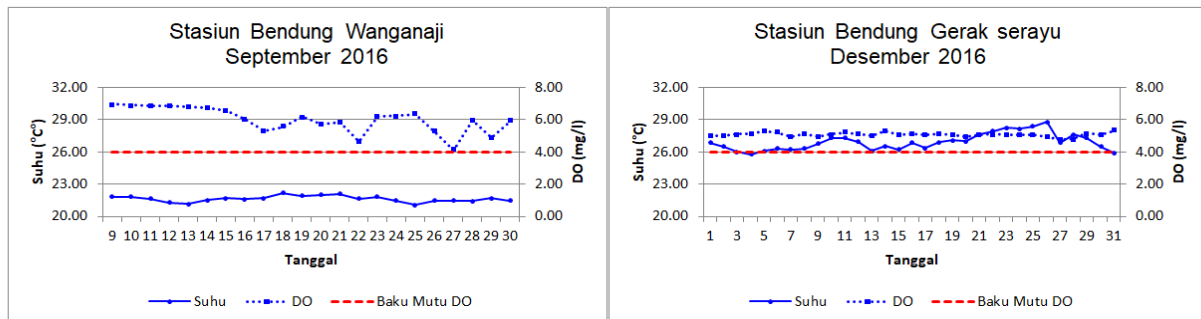 Stasiun Bendung Wanganaji
September 2016
Suhu (°C°)
32.00
29.00
26.00
23.00
20.00
8.00
6.00
4.00
2.00
0.00
DO (mg/l)
9 10 11 12 13 14 15 16 17 18 19 20 21 22 23 24 25 26 27 28 29 30
Tanggal
Suhu DO Baku Mutu DO
Stasiun Bendung Gerak serayu
Desember 2016
Suhu (°C)
32.00
29.00
26.00
23.00
20.00
8.00
6.00
4.00
2.00
0.00
DO (mg/l)
1 3 5 7 9 11 13 15 17 19 21 23 25 27 29 31
Tanggal
Suhu DO Baku Mutu DO